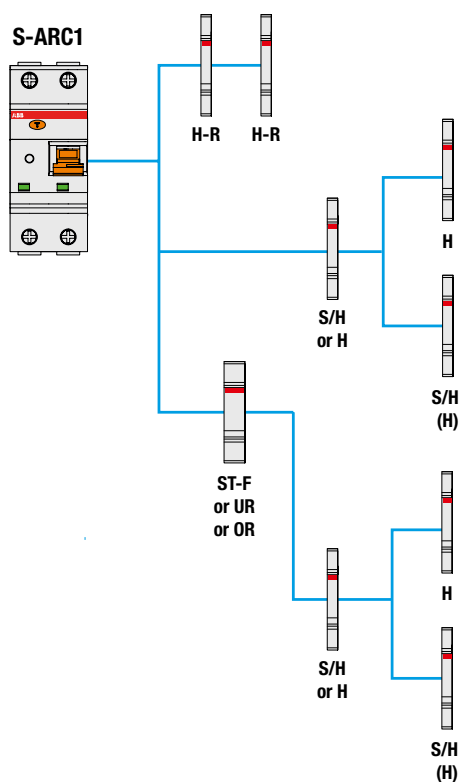 S-ARC1
ABB
T
H-R
H-R
H
S/H
or H
S/H
(H)
ST-F
or UR
or OR
H
S/H
or H
S/H
(H)